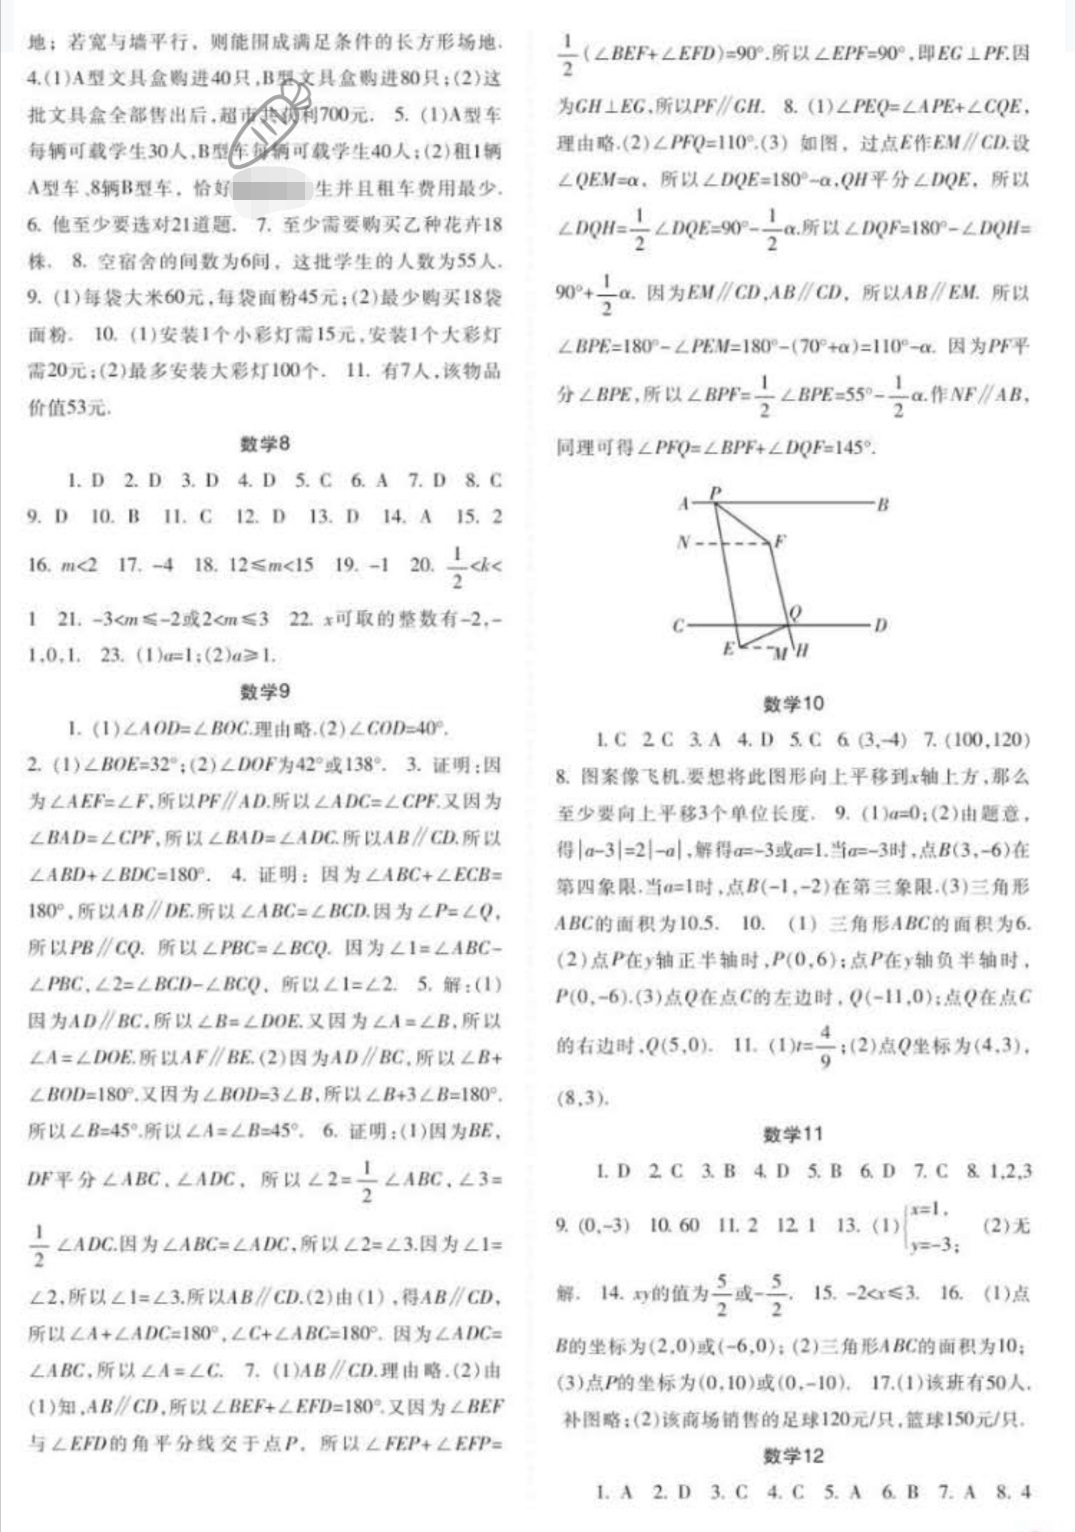 地；若宽与墙平行，则能围成满足条件的长方形场地.
4.(1)A型文具盒购进40只,B型文具盒购进80只；(2)这
批文具盒全部售出后,超市共获利700元. 5. (1)A型车
每辆可载学生30人,B型车每辆可载学生40人；(2)租1辆
A型车、8辆B型车，恰好 生并且租车费用最少.
6. 他至少要选对21道题. 7. 至少需要购买乙种花卉18
株. 8. 空宿舍的间数为6间，这批学生的人数为55人.
9. (1)每袋大米60元,每袋面粉45元；(2)最少购买18袋
面粉. 10. (1)安装1个小彩灯需15元,安装1个大彩灯
需20元；(2)最多安装大彩灯100个. 11. 有7人,该物品
价值53元.
数学8
1. D 2. D 3. D 4. D 5. C 6. A 7. D 8. C
9. D 10. B 11. C 12. D 13. D 14. A 15. 2
16. m<2 17. -4 18. 12≤m<15 19. -1 20. 1/2<k<
1 21. -3<m≤-2或2<m≤3 22. x可取的整数有-2,-
1,0,1. 23. (1)a=1；(2)a≥1.
数学9
1. (1)∠AOD=∠BOC.理由略.(2)∠COD=40°.
2. (1)∠BOE=32°；(2)∠DOF为42°或138°. 3. 证明：因
为∠AEF=∠F,所以PF∥AD.所以∠ADC=∠CPF.又因为
∠BAD=∠CPF,所以∠BAD=∠ADC.所以AB∥CD.所以
∠ABD+∠BDC=180°. 4. 证明：因为∠ABC+∠ECB=
180°,所以AB∥DE.所以∠ABC=∠BCD.因为∠P=∠Q,
所以PB∥CQ. 所以∠PBC=∠BCQ. 因为∠1=∠ABC-
∠PBC,∠2=∠BCD-∠BCQ，所以∠1=∠2. 5. 解：(1)
因为AD∥BC,所以∠B=∠DOE.又因为∠A=∠B,所以
∠A=∠DOE.所以AF∥BE.(2)因为AD∥BC,所以∠B+
∠BOD=180°.又因为∠BOD=3∠B,所以∠B+3∠B=180°.
所以∠B=45°.所以∠A=∠B=45°. 6. 证明：(1)因为BE,
DF平分∠ABC,∠ADC，所以∠2=1/2∠ABC,∠3=
1/2∠ADC.因为∠ABC=∠ADC,所以∠2=∠3.因为∠1=
∠2,所以∠1=∠3.所以AB∥CD.(2)由(1),得AB∥CD,
所以∠A+∠ADC=180°,∠C+∠ABC=180°. 因为∠ADC=
∠ABC,所以∠A=∠C. 7. (1)AB∥CD.理由略.(2)由
(1)知,AB∥CD,所以∠BEF+∠EFD=180°.又因为∠BEF
与∠EFD的角平分线交于点P，所以∠FEP+∠EFP=
1/2(∠BEF+∠EFD)=90°.所以∠EPF=90°,即EG⊥PF.因
为GH⊥EG,所以PF∥GH. 8. (1)∠PEQ=∠APE+∠CQE,
理由略.(2)∠PFQ=110°.(3) 如图，过点E作EM∥CD.设
∠QEM=α，所以∠DQE=180°-α,QH平分∠DQE，所以
∠DQH=1/2∠DQE=90°-1/2α.所以∠DQF=180°-∠DQH=
90°+1/2α. 因为EM∥CD,AB∥CD，所以AB∥EM. 所以
∠BPE=180°-∠PEM=180°-(70°+α)=110°-α. 因为PF平
分∠BPE,所以∠BPF=1/2∠BPE=55°-1/2α.作NF∥AB,
同理可得∠PFQ=∠BPF+∠DQF=145°.
A P B
N F
C Q D
E M H
数学10
1. C 2. C 3. A 4. D 5. C 6. (3,-4) 7. (100,120)
8. 图案像飞机.要想将此图形向上平移到x轴上方,那么
至少要向上平移3个单位长度. 9. (1)a=0；(2)由题意,
得|a-3|=2|-a|,解得a=-3或a=1.当a=-3时,点B(3,-6)在
第四象限.当a=1时,点B(-1,-2)在第三象限.(3)三角形
ABC的面积为10.5. 10. (1) 三角形ABC的面积为6.
(2)点P在y轴正半轴时,P(0,6)；点P在y轴负半轴时,
P(0,-6).(3)点Q在点C的左边时，Q(-11,0)；点Q在点C
的右边时,Q(5,0). 11. (1)t=4/9；(2)点Q坐标为(4,3),
(8,3).
数学11
1. D 2. C 3. B 4. D 5. B 6. D 7. C 8. 1,2,3
9. (0,-3) 10. 60 11. 2 12. 1 13. (1){x=1, y=-3； (2)无
解. 14. xy的值为5/2或-5/2. 15. -2<x≤3. 16. (1)点
B的坐标为(2,0)或(-6,0)；(2)三角形ABC的面积为10；
(3)点P的坐标为(0,10)或(0,-10). 17.(1)该班有50人.
补图略；(2)该商场销售的足球120元/只,篮球150元/只.
数学12
1. A 2. D 3. C 4. C 5. A 6. B 7. A 8. 4